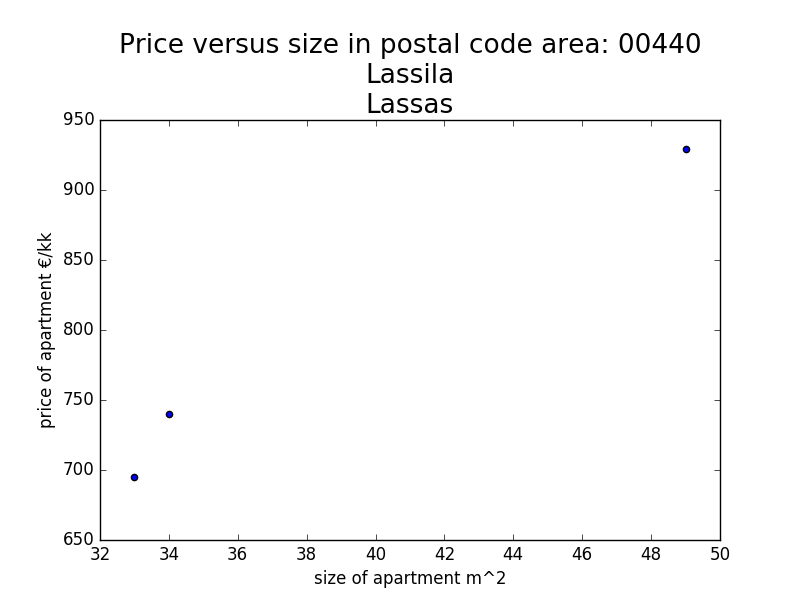 Price versus size in postal code area: 00440
Lassila
Lassas
950
900
850
800
750
700
650
price of apartment €/kk
32 34 36 38 40 42 44 46 48 50
size of apartment m^2